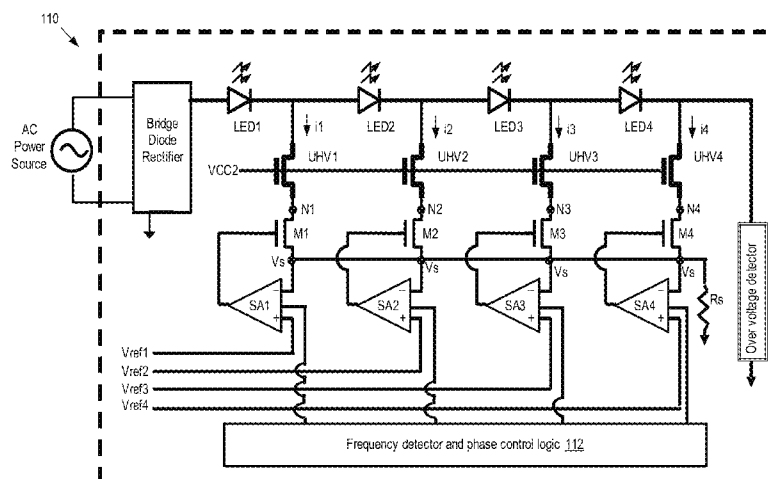 110
AC
Power
Source
Bridge
Diode
Rectifier
LED1
LED2
LED3
LED4
i1
i2
i3
i4
VCC2
UHV1
UHV2
UHV3
UHV4
N1
N2
N3
N4
M1
M2
M3
M4
Vs
Vs
Vs
Vs
SA1
SA2
SA3
SA4
−
−
−
−
+
+
+
+
Rs
Over voltage detector
Vref1
Vref2
Vref3
Vref4
Frequency detector and phase control logic 112